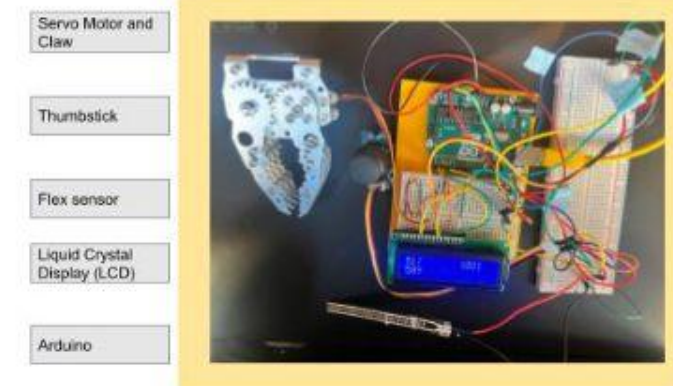 Servo Motor and
Claw
Thumbstick
Flex sensor
Liquid Crystal
Display (LCD)
Arduino